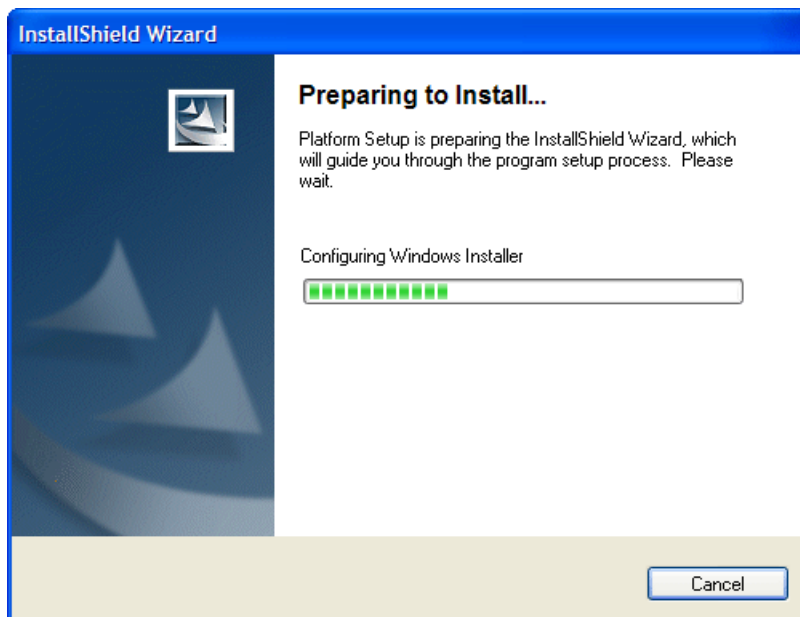 InstallShield Wizard
Preparing to Install...
Platform Setup is preparing the InstallShield Wizard, which
will guide you through the program setup process.  Please
wait.
Configuring Windows Installer
Cancel